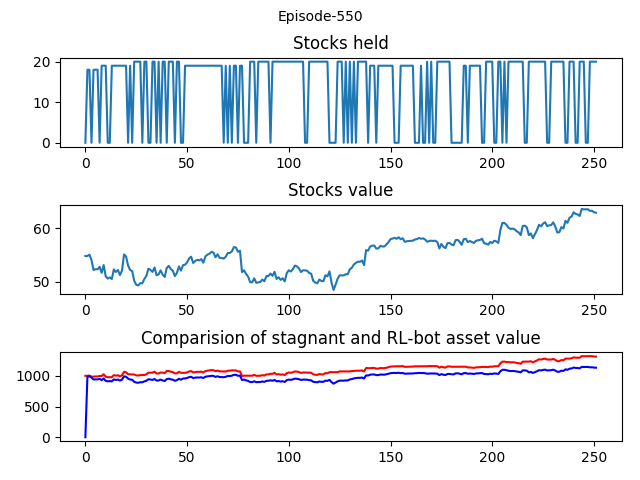 Episode-550
Stocks held
20
10
0
0 50 100 150 200 250
Stocks value
60
50
0 50 100 150 200 250
Comparision of stagnant and RL-bot asset value
1000
500
0
0 50 100 150 200 250